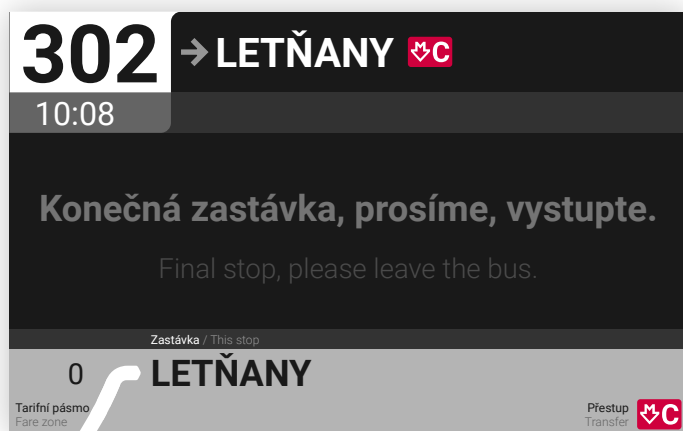 302 → LETŇANY C
10:08
Konečná zastávka, prosíme, vystupte.
Final stop, please leave the bus.
Zastávka / This stop
0 LETŇANY
Tarifní pásmo
Fare zone
Přestup
Transfer
C